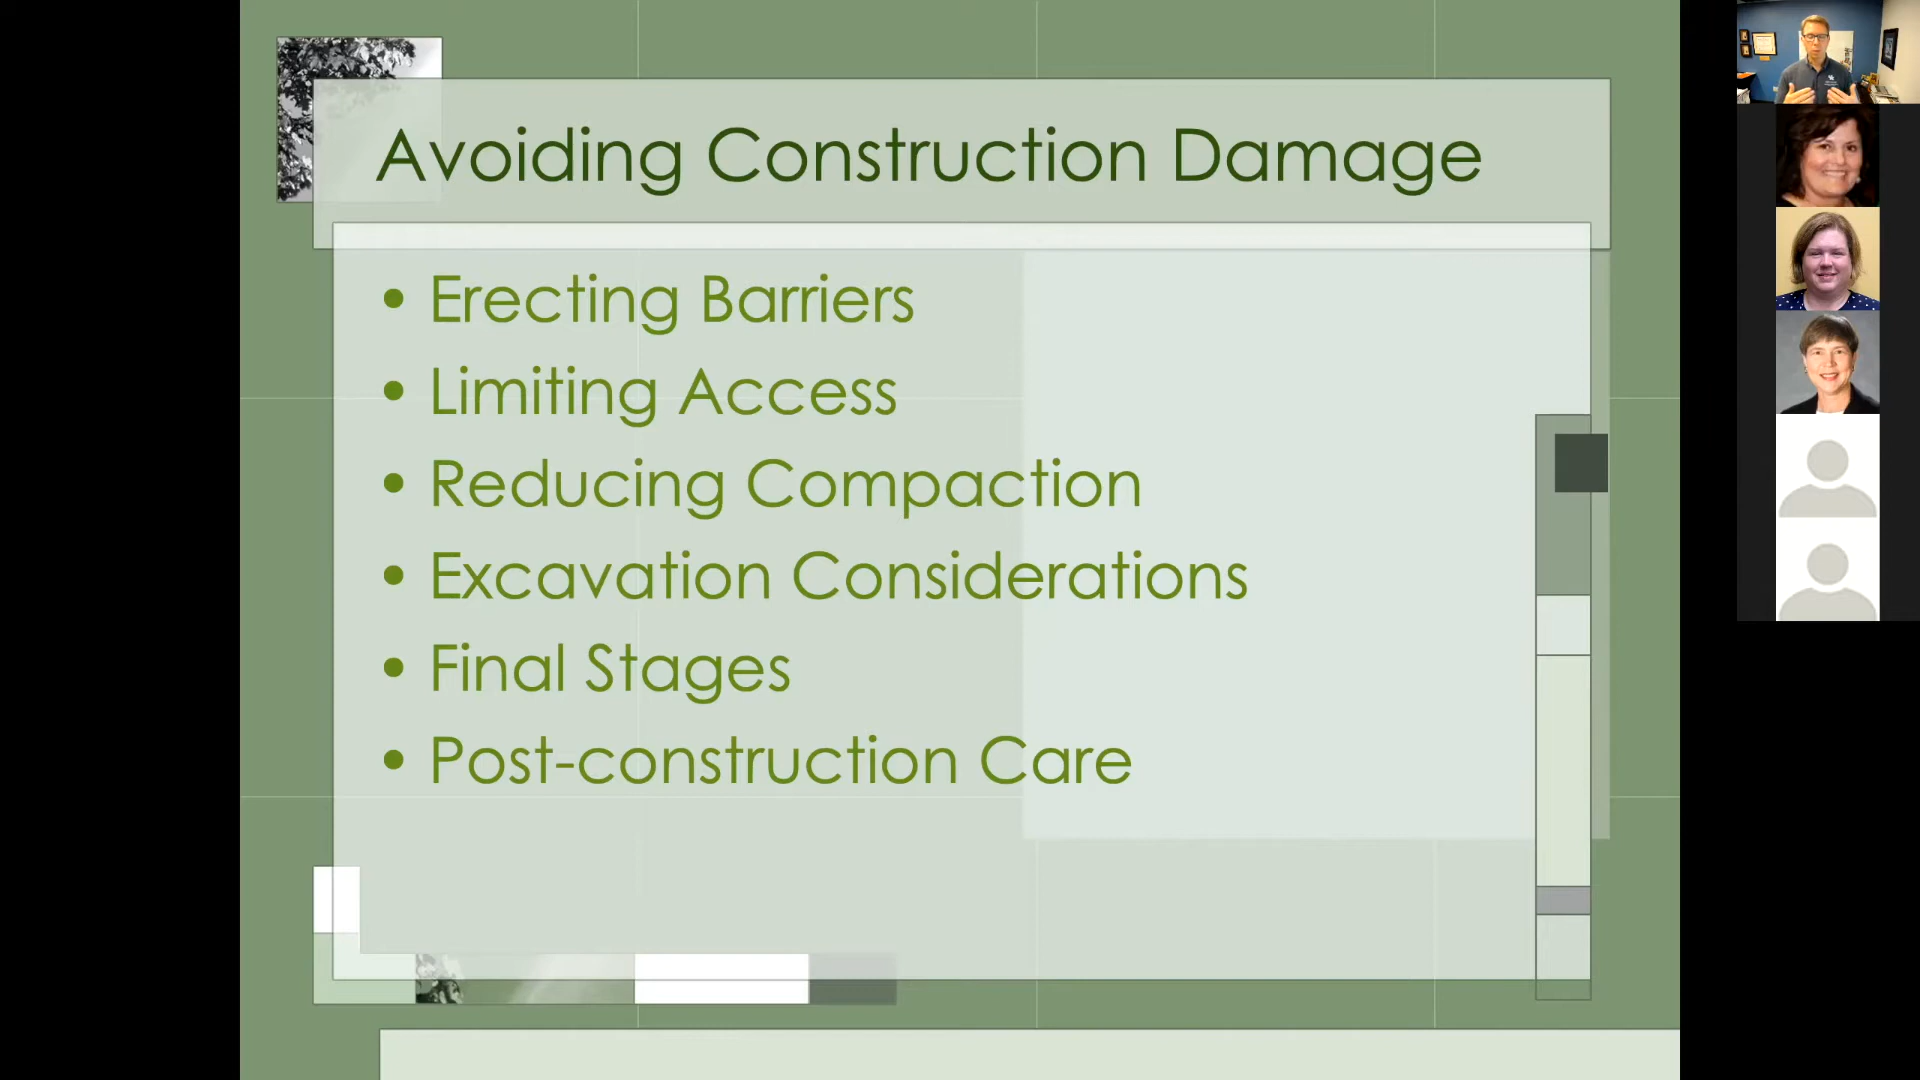 Avoiding Construction Damage
• Erecting Barriers
• Limiting Access
• Reducing Compaction
• Excavation Considerations
• Final Stages
• Post-construction Care